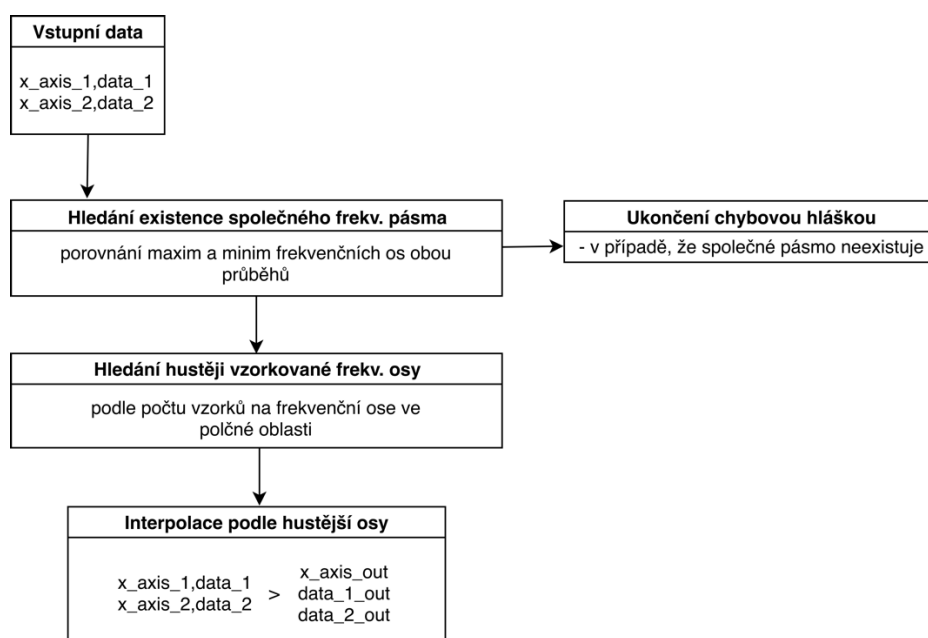 Vstupní data
x_axis_1,data_1
x_axis_2,data_2
Hledání existence společného frekv. pásma
porovnání maxim a minim frekvenčních os obou
průběhů
Ukončení chybovou hláškou
- v případě, že společné pásmo neexistuje
Hledání hustěji vzorkované frekv. osy
podle počtu vzorků na frekvenční ose ve
polčné oblasti
Interpolace podle hustější osy
x_axis_1,data_1
x_axis_2,data_2
>
x_axis_out
data_1_out
data_2_out